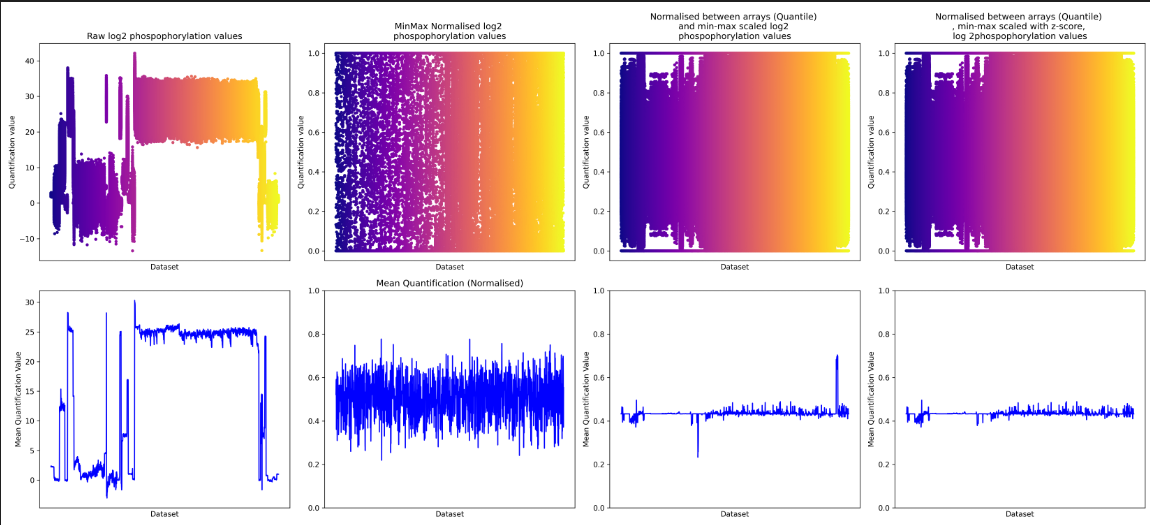 Raw log2 phospophorylation values
MinMax Normalised log2
phospophorylation values
Normalised between arrays (Quantile)
and min-max scaled log2
phospophorylation values
Normalised between arrays (Quantile)
, min-max scaled with z-score,
log 2phospophorylation values
Quantification value
40
30
20
10
0
−10
Dataset
Quantification value
1.0
0.8
0.6
0.4
0.2
0.0
Dataset
Quantification value
1.0
0.8
0.6
0.4
0.2
0.0
Dataset
Quantification value
1.0
0.8
0.6
0.4
0.2
0.0
Dataset
Mean Quantification Value
30
25
20
15
10
5
0
Dataset
Mean Quantification (Normalised)
Mean Quantification Value
1.0
0.8
0.6
0.4
0.2
0.0
Dataset
Mean Quantification Value
1.0
0.8
0.6
0.4
0.2
0.0
Dataset
Mean Quantification Value
1.0
0.8
0.6
0.4
0.2
0.0
Dataset